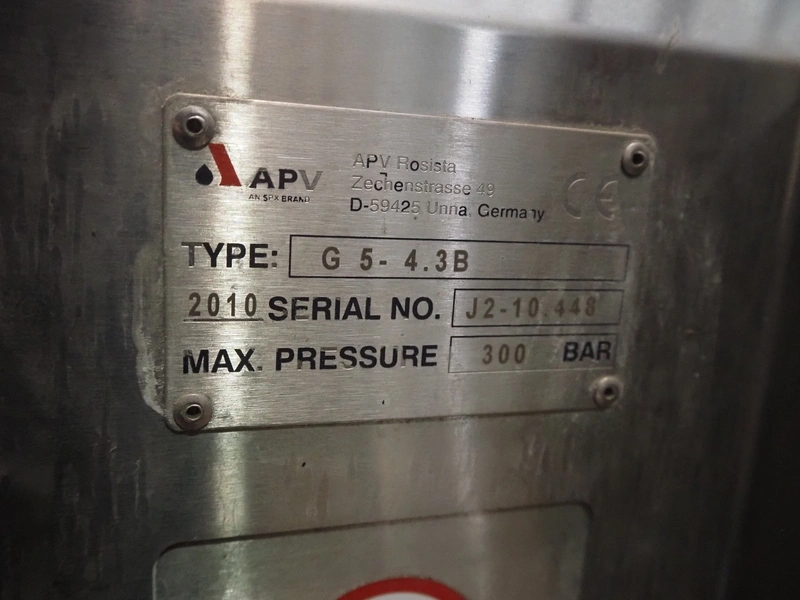 APV
AN SPX BRAND
APV Rosista
Zechenstrasse 49
D-59425 Unna, Germany
CE
TYPE: G 5- 4.3B
2010 SERIAL NO. J2-10.448
MAX. PRESSURE 300 BAR